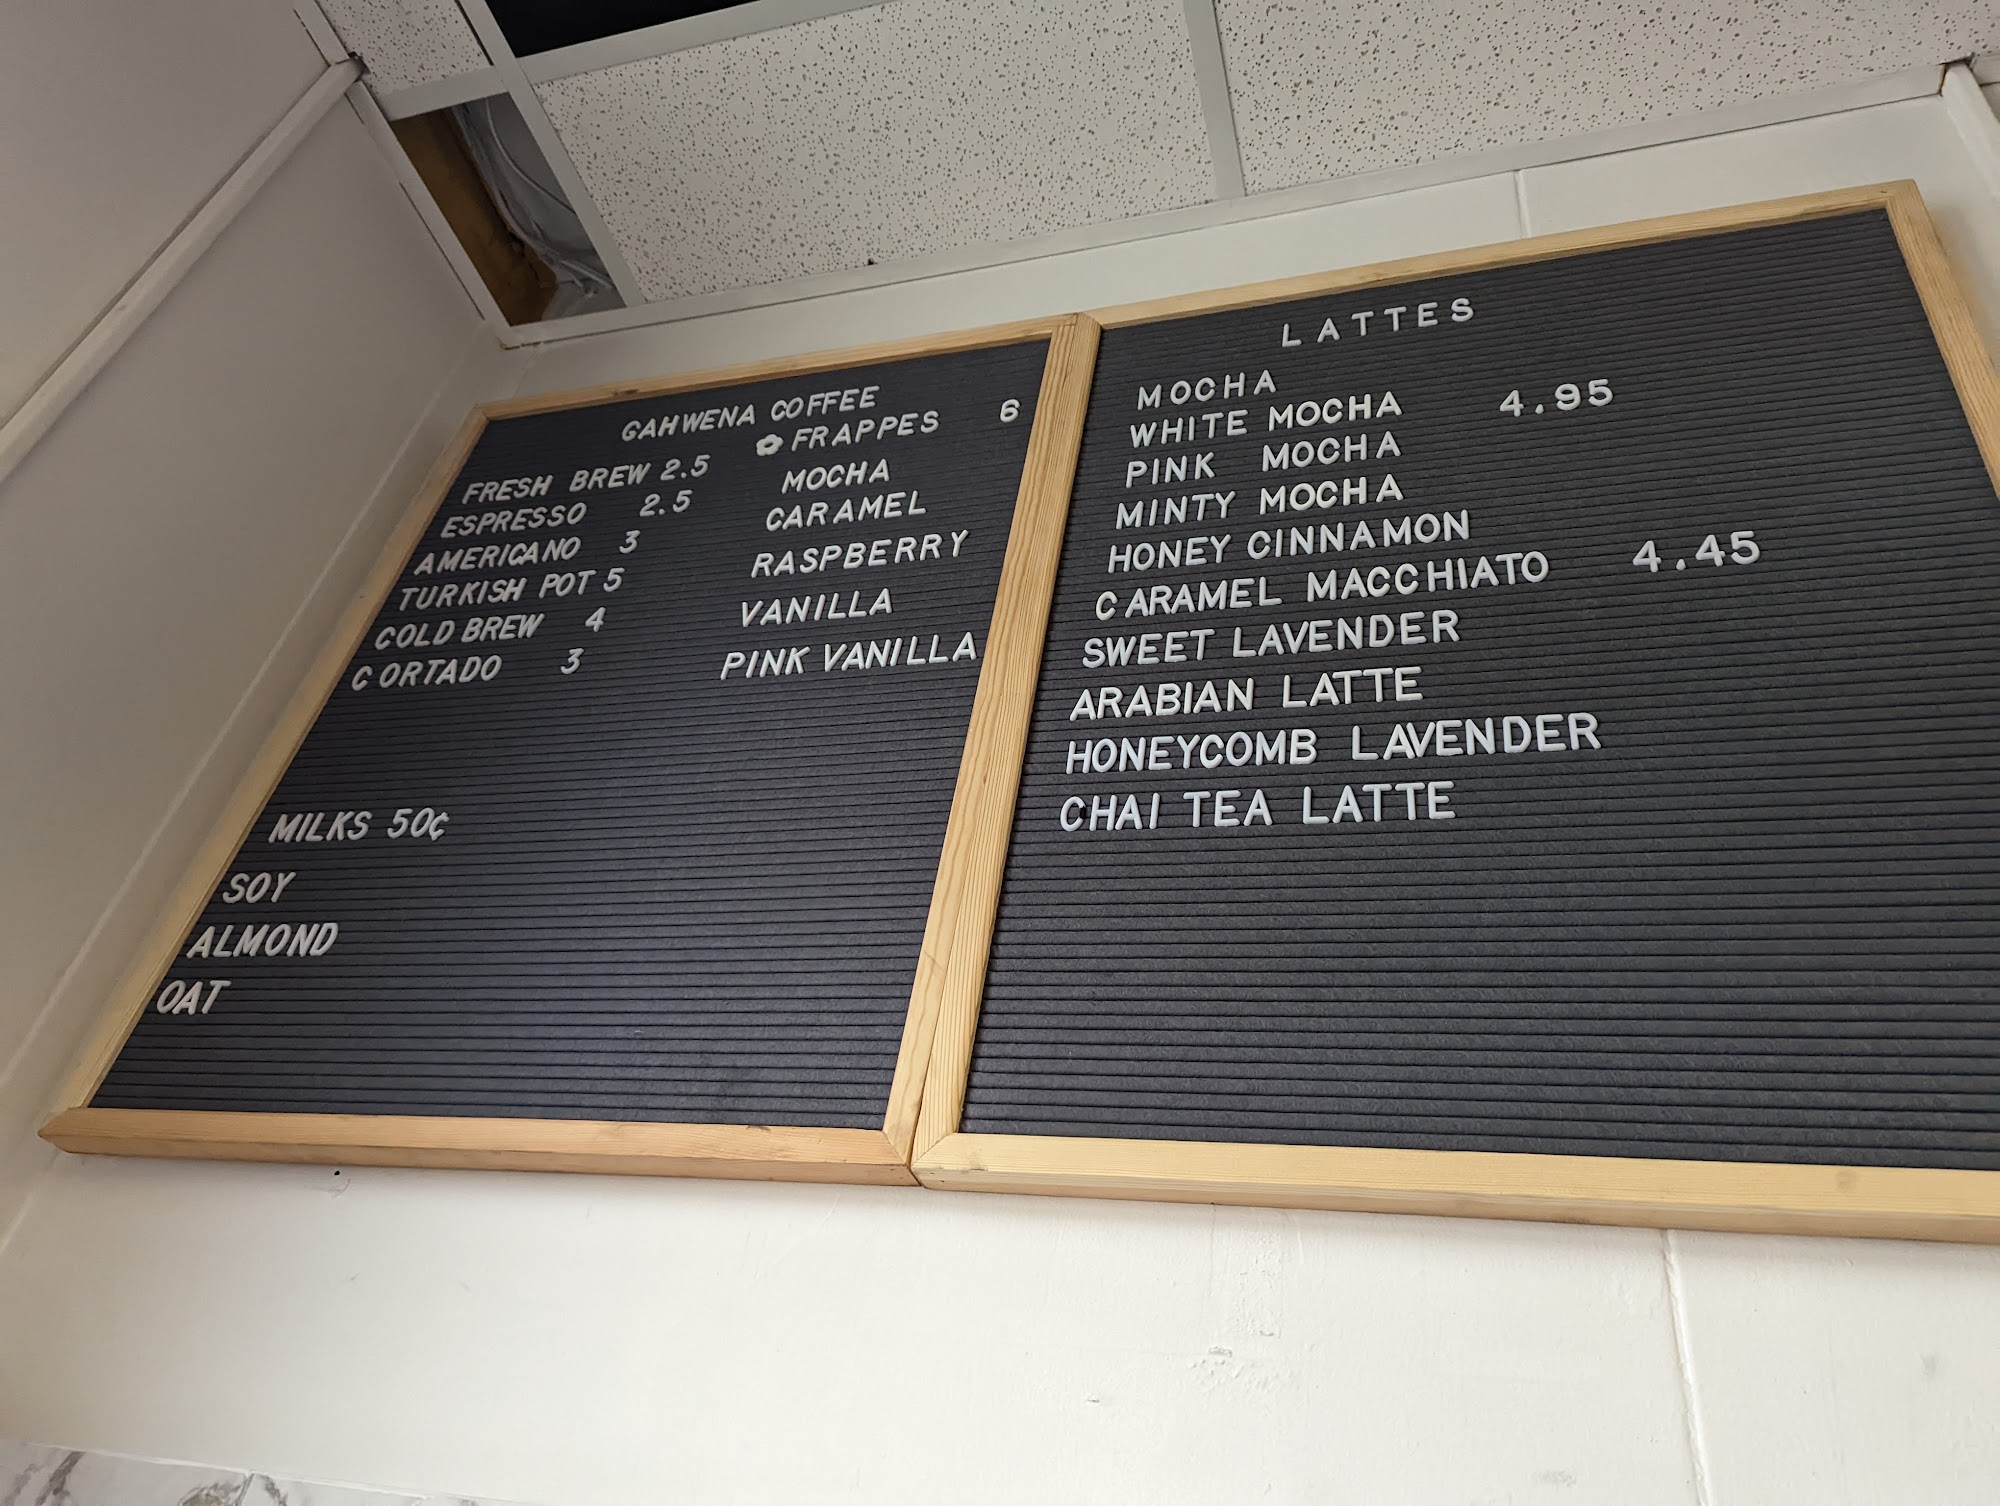 GAHWENA COFFEE
FRESH BREW 2.5
ESPRESSO 2.5
AMERICANO 3
TURKISH POT 5
COLD BREW 4
CORTADO 3
FRAPPES 6
MOCHA
CARAMEL
RASPBERRY
VANILLA
PINK VANILLA
MILKS 50¢
SOY
ALMOND
OAT
LATTES
MOCHA
WHITE MOCHA 4.95
PINK MOCHA
MINTY MOCHA
HONEY CINNAMON
CARAMEL MACCHIATO 4.45
SWEET LAVENDER
ARABIAN LATTE
HONEYCOMB LAVENDER
CHAI TEA LATTE